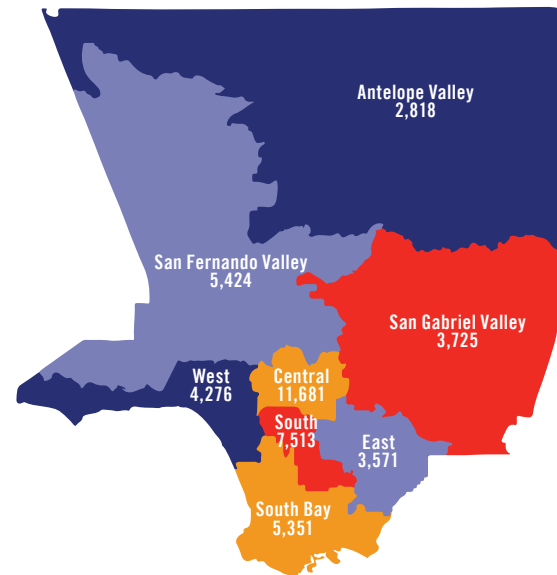 Antelope Valley
2,818
San Fernando Valley
5,424
San Gabriel Valley
3,725
West
4,276
Central
11,681
South
7,513
East
3,571
South Bay
5,351